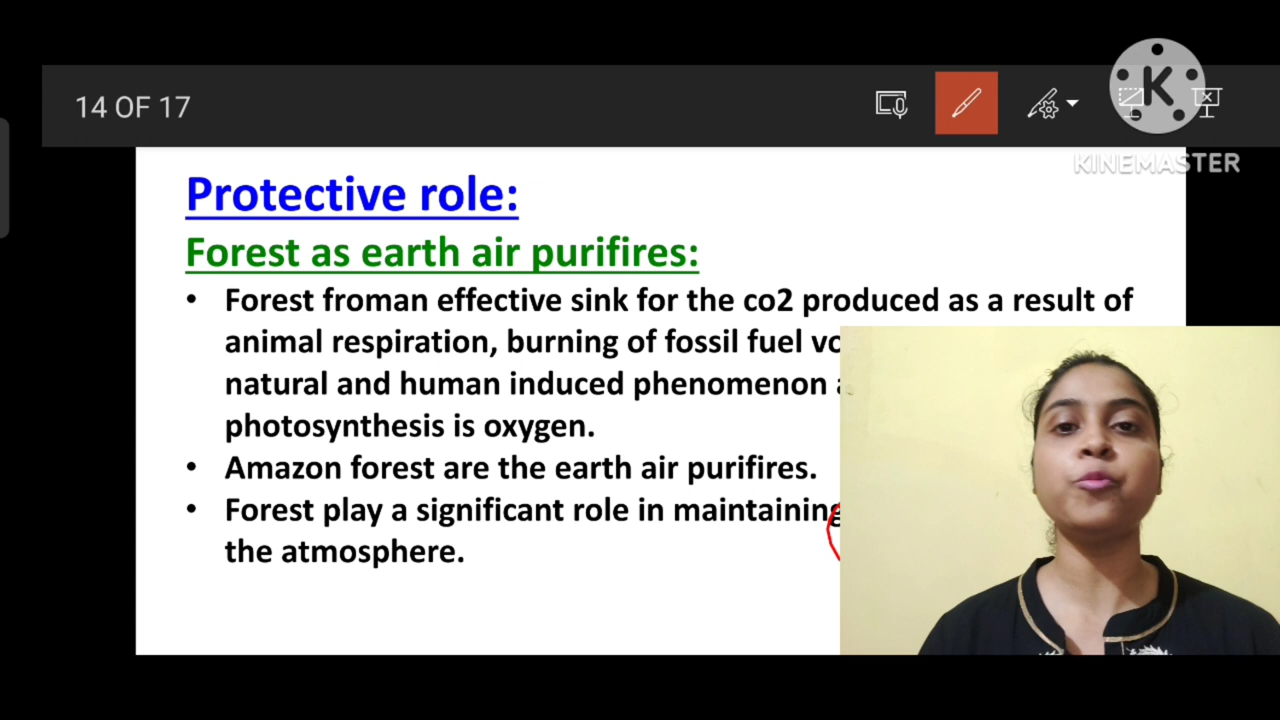 14 OF 17
K
KINEMASTER
Protective role:
Forest as earth air purifires:
• Forest froman effective sink for the co2 produced as a result of
animal respiration, burning of fossil fuel
natural and human induced phenomenon
photosynthesis is oxygen.
• Amazon forest are the earth air purifires.
• Forest play a significant role in maintaining
the atmosphere.